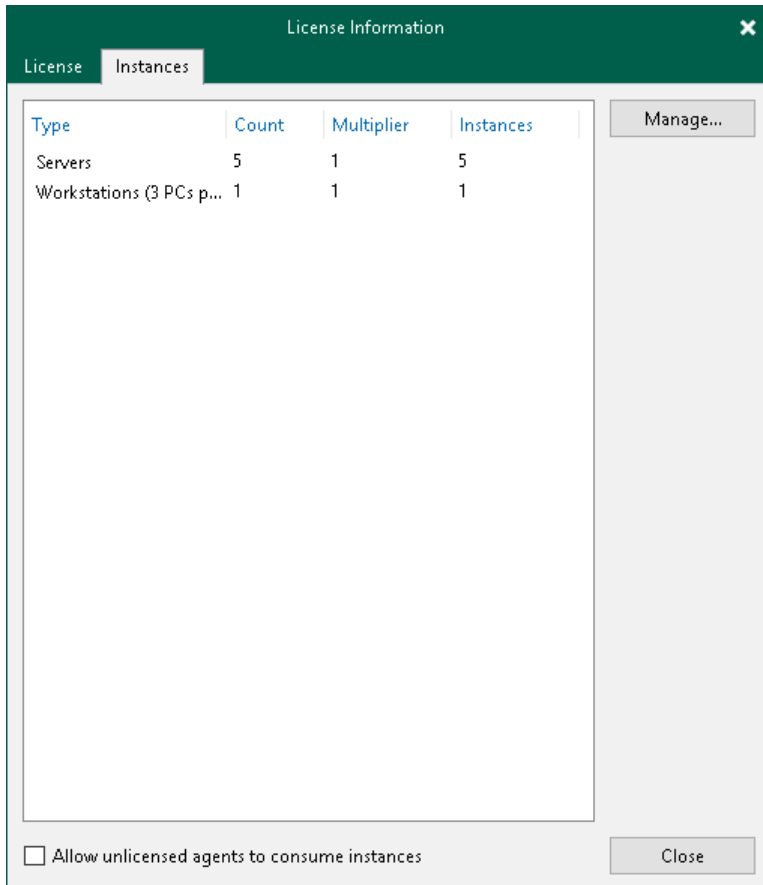 License Information
License Instances
Type Count Multiplier Instances
Manage...
Servers 5 1 5
Workstations (3 PCs p... 1 1 1
Allow unlicensed agents to consume instances
Close